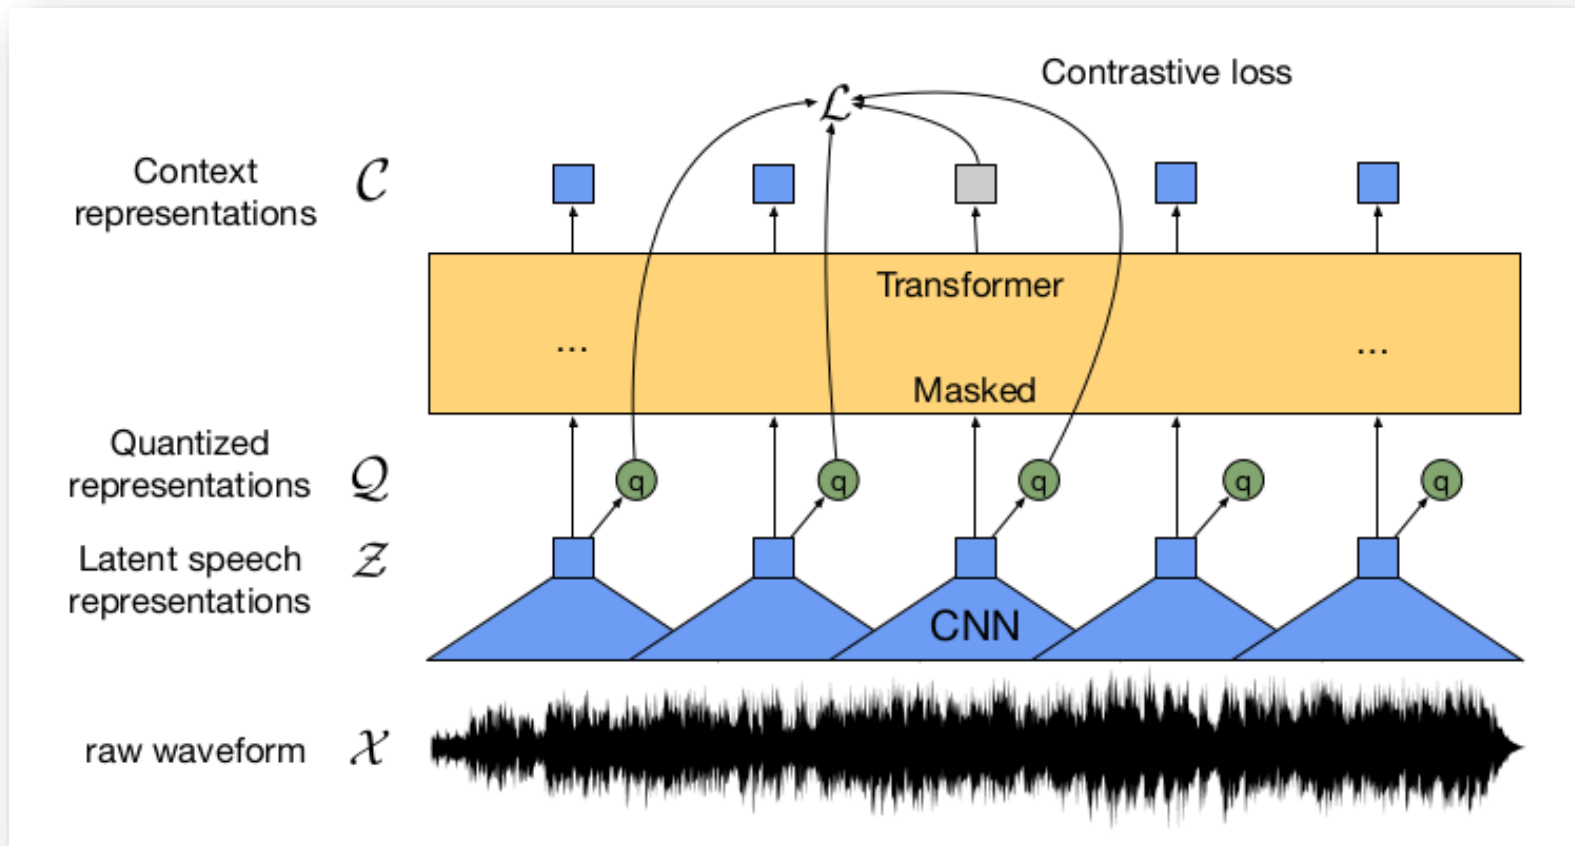 Contrastive loss
ℒ
Context
representations
𝒞
Transformer
...
...
Masked
Quantized
representations
𝒬
q
q
q
q
q
Latent speech
representations
𝒵
CNN
raw waveform
𝒳